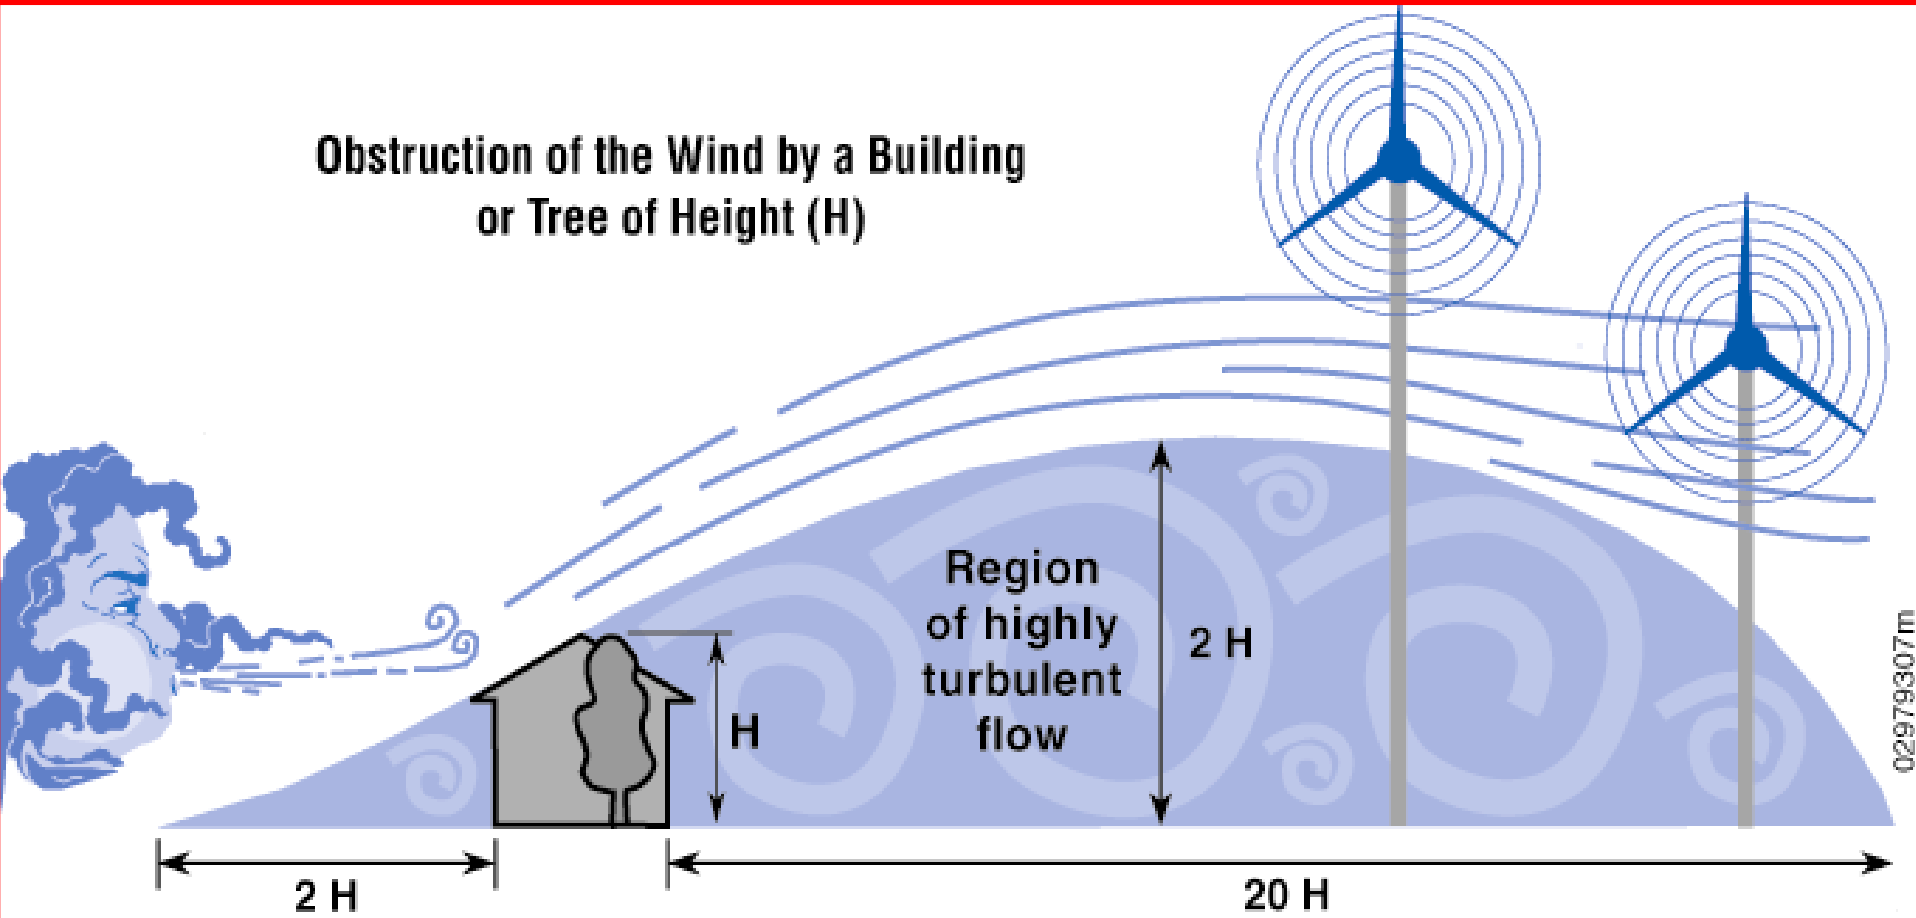 Obstruction of the Wind by a Building
or Tree of Height (H)
Region
of highly
turbulent
flow
2 H
H
02979307m
2 H
20 H